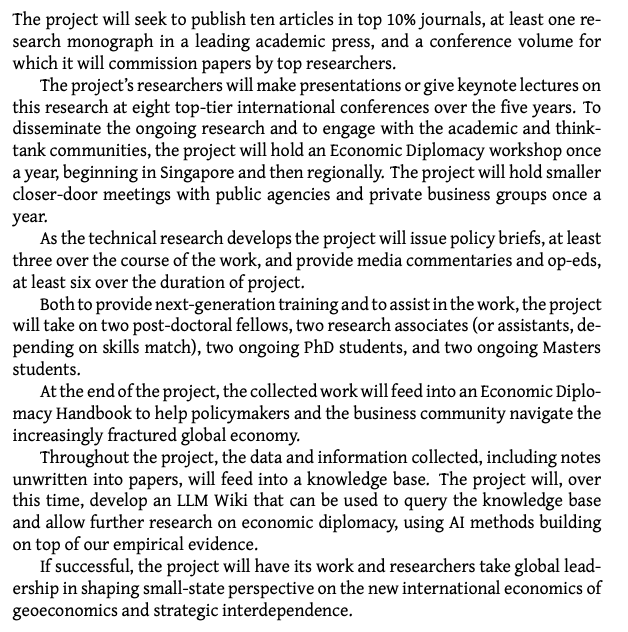 The project will seek to publish ten articles in top 10% journals, at least one re-
search monograph in a leading academic press, and a conference volume for
which it will commission papers by top researchers.
The project's researchers will make presentations or give keynote lectures on
this research at eight top-tier international conferences over the five years. To
disseminate the ongoing research and to engage with the academic and think-
tank communities, the project will hold an Economic Diplomacy workshop once
a year, beginning in Singapore and then regionally. The project will hold smaller
closer-door meetings with public agencies and private business groups once a
year.
As the technical research develops the project will issue policy briefs, at least
three over the course of the work, and provide media commentaries and op-eds,
at least six over the duration of project.
Both to provide next-generation training and to assist in the work, the project
will take on two post-doctoral fellows, two research associates (or assistants, de-
pending on skills match), two ongoing PhD students, and two ongoing Masters
students.
At the end of the project, the collected work will feed into an Economic Diplo-
macy Handbook to help policymakers and the business community navigate the
increasingly fractured global economy.
Throughout the project, the data and information collected, including notes
unwritten into papers, will feed into a knowledge base. The project will, over
this time, develop an LLM Wiki that can be used to query the knowledge base
and allow further research on economic diplomacy, using AI methods building
on top of our empirical evidence.
If successful, the project will have its work and researchers take global lead-
ership in shaping small-state perspective on the new international economics of
geoeconomics and strategic interdependence.